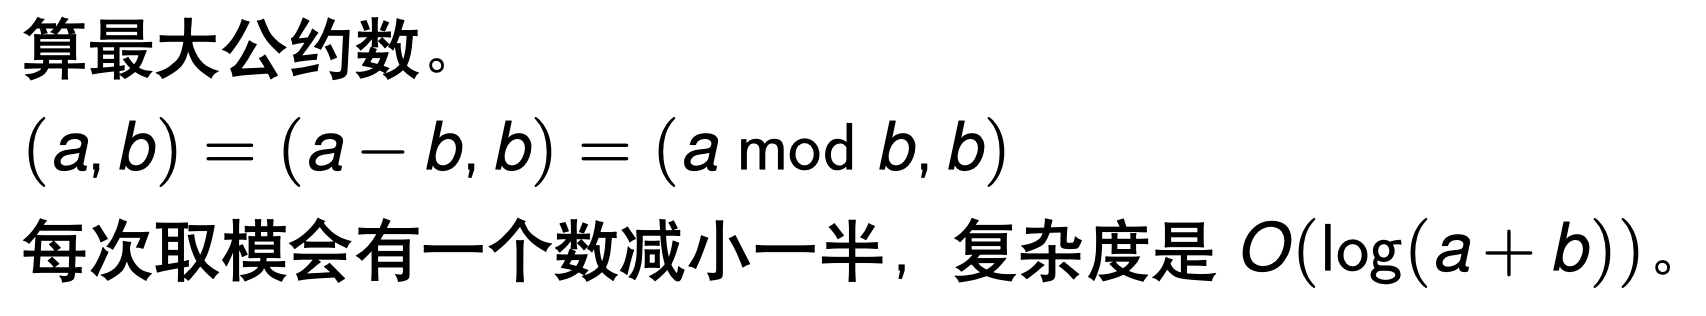 算最大公约数。
(a, b) = (a − b, b) = (a mod b, b)
每次取模会有一个数减小一半，复杂度是 O(log(a + b))。